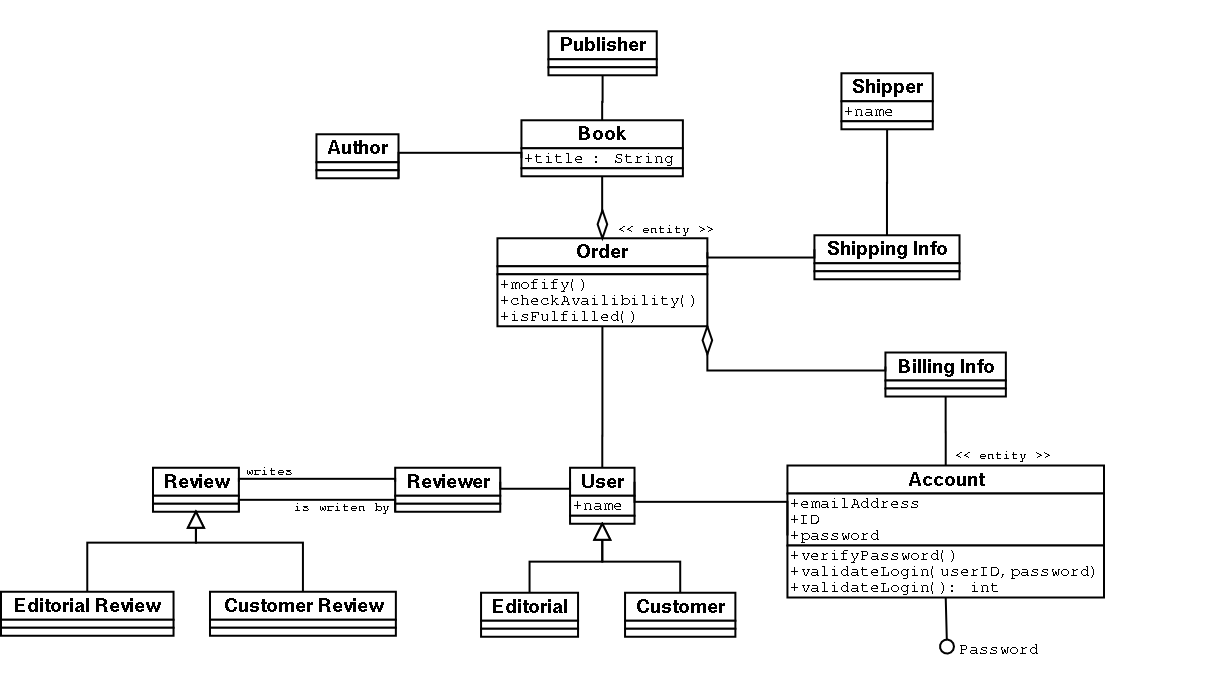 Publisher
Shipper
+name
Book
+title : String
Author
<< entity >>
Order
+mofify()
+checkAvailibility()
+isFulfilled()
Shipping Info
Billing Info
<< entity >>
Account
+emailAddress
+ID
+password
+verifyPassword()
+validateLogin( userID, password)
+validateLogin(): int
Review
writes
is writen by
Reviewer
User
+name
Editorial Review
Customer Review
Editorial
Customer
Password